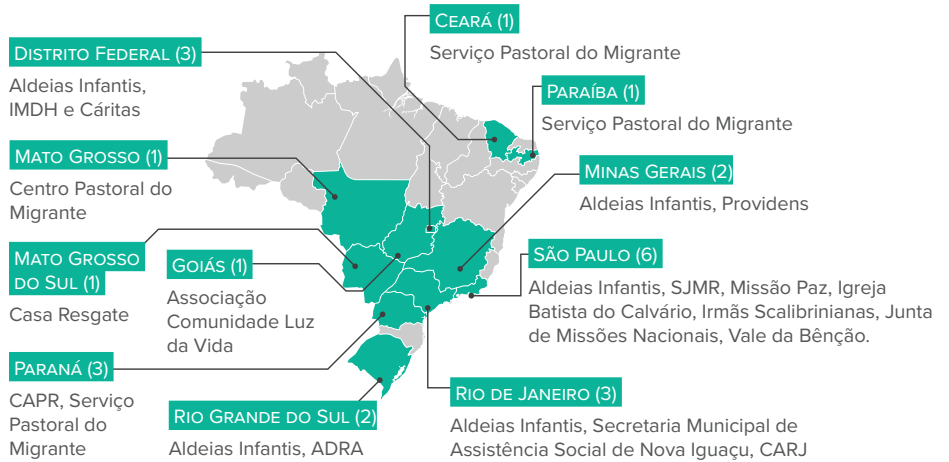 CEARÁ (1)
Serviço Pastoral do Migrante
DISTRITO FEDERAL (3)
Aldeias Infantis,
IMDH e Cáritas
PARAÍBA (1)
Serviço Pastoral do Migrante
MATO GROSSO (1)
Centro Pastoral do
Migrante
MINAS GERAIS (2)
Aldeias Infantis, Providens
MATO GROSSO
DO SUL (1)
Casa Resgate
GOIÁS (1)
Associação
Comunidade Luz
da Vida
SÃO PAULO (6)
Aldeias Infantis, SJMR, Missão Paz, Igreja
Batista do Calvário, Irmãs Scalibrinianas, Junta
de Missões Nacionais, Vale da Bênção.
PARANÁ (3)
CAPR, Serviço
Pastoral do
Migrante
RIO GRANDE DO SUL (2)
Aldeias Infantis, ADRA
RIO DE JANEIRO (3)
Aldeias Infantis, Secretaria Municipal de
Assistência Social de Nova Iguaçu, CARJ